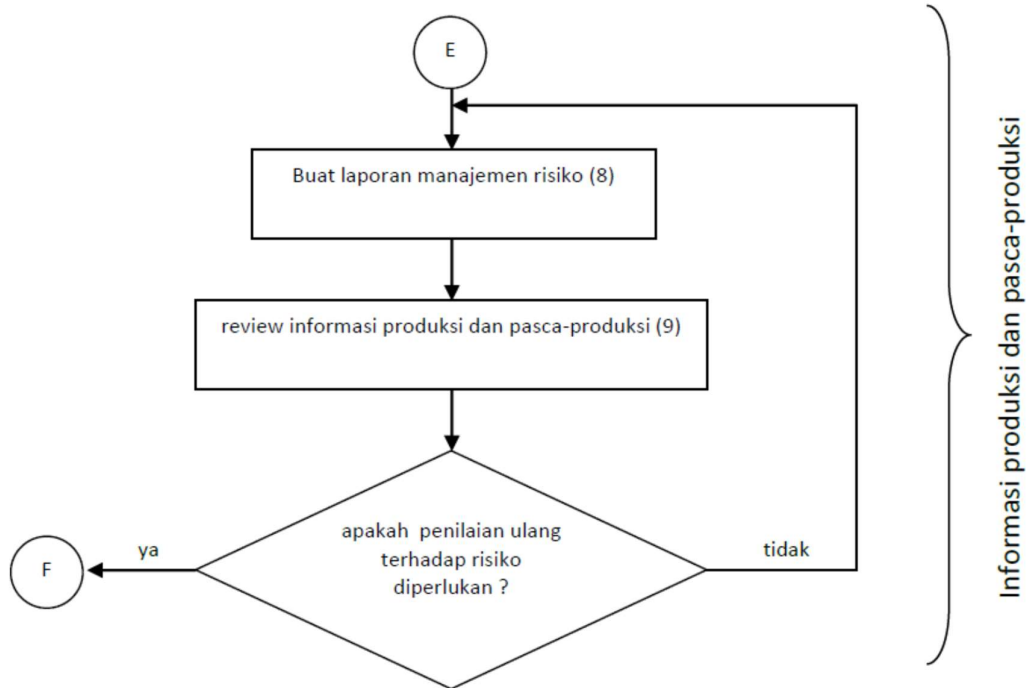 E
Buat laporan manajemen risiko (8)
review informasi produksi dan pasca-produksi (9)
apakah penilaian ulang
terhadap risiko
diperlukan ?
ya
tidak
F
Informasi produksi dan pasca-produksi